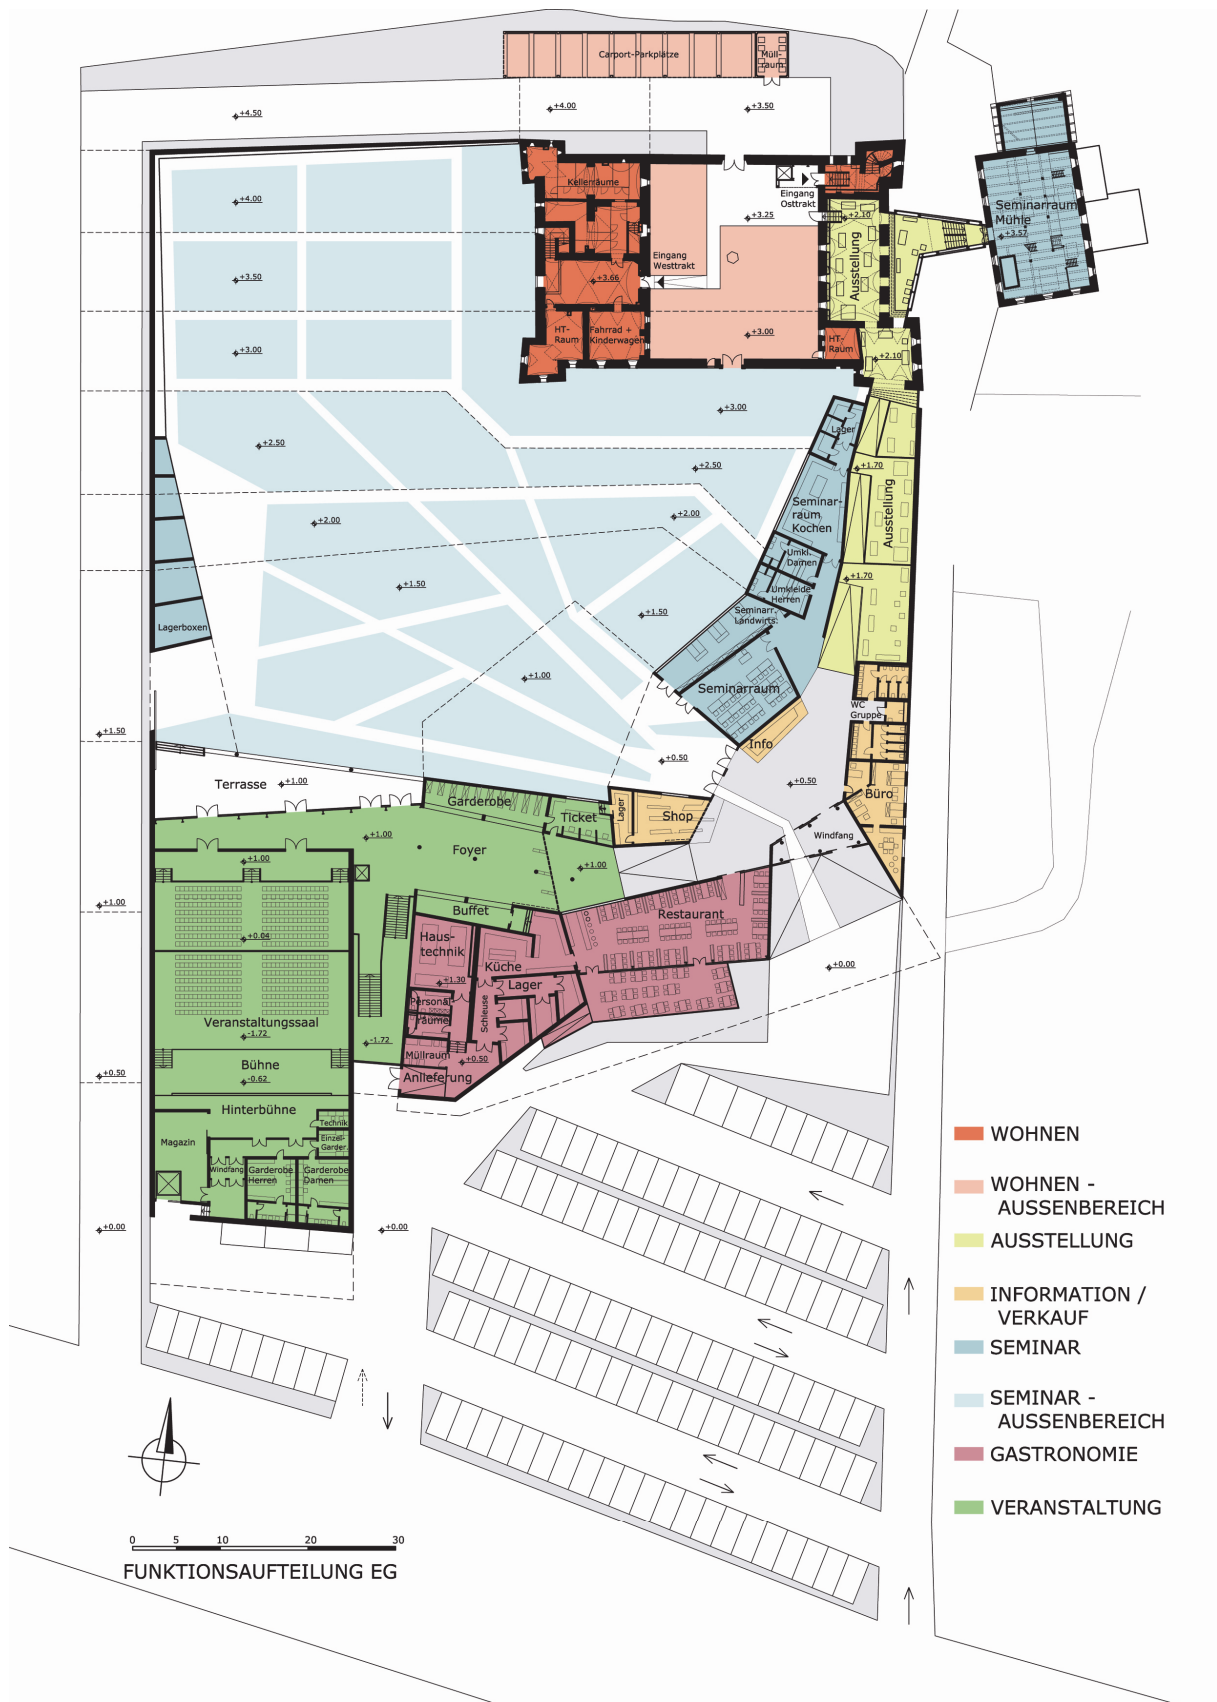 Carport-Parkplätze
Müll-
raum
+4.50
+4.00
+3.50
Kellerräume
Eingang
Osttrakt
Seminarraum
Mühle
+3.57
+4.00
+3.25
+2.10
Ausstellung
Eingang
Westtrakt
+3.50
+3.66
HT-
Raum
Fahrrad +
Kinderwagen
+3.00
HT-
Raum
+3.00
+2.10
+3.00
Lager
+2.50
+2.50
+1.70
Seminar-
raum
Kochen
Ausstellung
+2.00
+2.00
Umkl.
Damen
+1.50
+1.70
Umkleide
Herren
+1.50
Seminarr.
Landwirts.
Lagerboxen
+1.00
Seminarraum
WC
Gruppe
+1.50
Info
+0.50
Terrasse
+1.00
+0.50
Büro
Garderobe
Lager
Shop
Ticket
+1.00
Windfang
Foyer
+1.00
+1.00
+1.00
Buffet
Restaurant
+0.04
Haus-
technik
Küche
+0.00
+1.30
Lager
Personal
räume
Schleuse
Veranstaltungssaal
-1.72
-1.72
Müllraum
+0.50
Bühne
+0.50
-0.62
Anlieferung
Hinterbühne
Technik
Magazin
Einzel-
Garder.
Windfang
Garderobe
Herren
Garderobe
Damen
+0.00
+0.00
WOHNEN
WOHNEN -
AUSSENBEREICH
AUSSTELLUNG
INFORMATION /
VERKAUF
SEMINAR
SEMINAR -
AUSSENBEREICH
GASTRONOMIE
VERANSTALTUNG
0 5 10 20 30
FUNKTIONSAUFTEILUNG EG